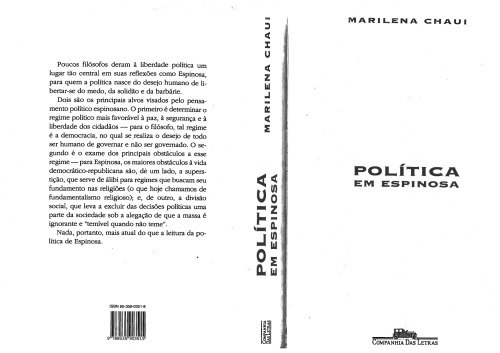 Poucos filósofos deram à liberdade política um
lugar tão central em suas reflexões como Espinosa,
para quem a política nasce do desejo humano de li-
bertar-se do medo, da solidão e da barbárie.
Dois são os principais alvos visados pelo pensa-
mento político espinosano. O primeiro é determinar o
regime político mais favorável à paz, à segurança e à
liberdade dos cidadãos — para o filósofo, tal regime
é a democracia, no qual se realiza o desejo de todo
ser humano de governar e não ser governado. O se-
gundo é o exame dos principais obstáculos a esse
regime — para Espinosa, os maiores obstáculos à vida
democrático-republicana são, de um lado, a supers-
tição, que serve de álibi para regimes que buscam seu
fundamento nas religiões (o que hoje chamamos de
fundamentalismo religioso); e, de outro, a divisão
social, que leva a excluir das decisões políticas uma
parte da sociedade sob a alegação de que a massa é
ignorante e "temível quando não teme".
Nada, portanto, mais atual do que a leitura da po-
lítica de Espinosa.
MARILENA CHAUI
POLÍTICA
EM ESPINOSA
COMPANHIA
DAS LETRAS
MARILENA CHAUI
POLÍTICA
EM ESPINOSA
COMPANHIA DAS LETRAS